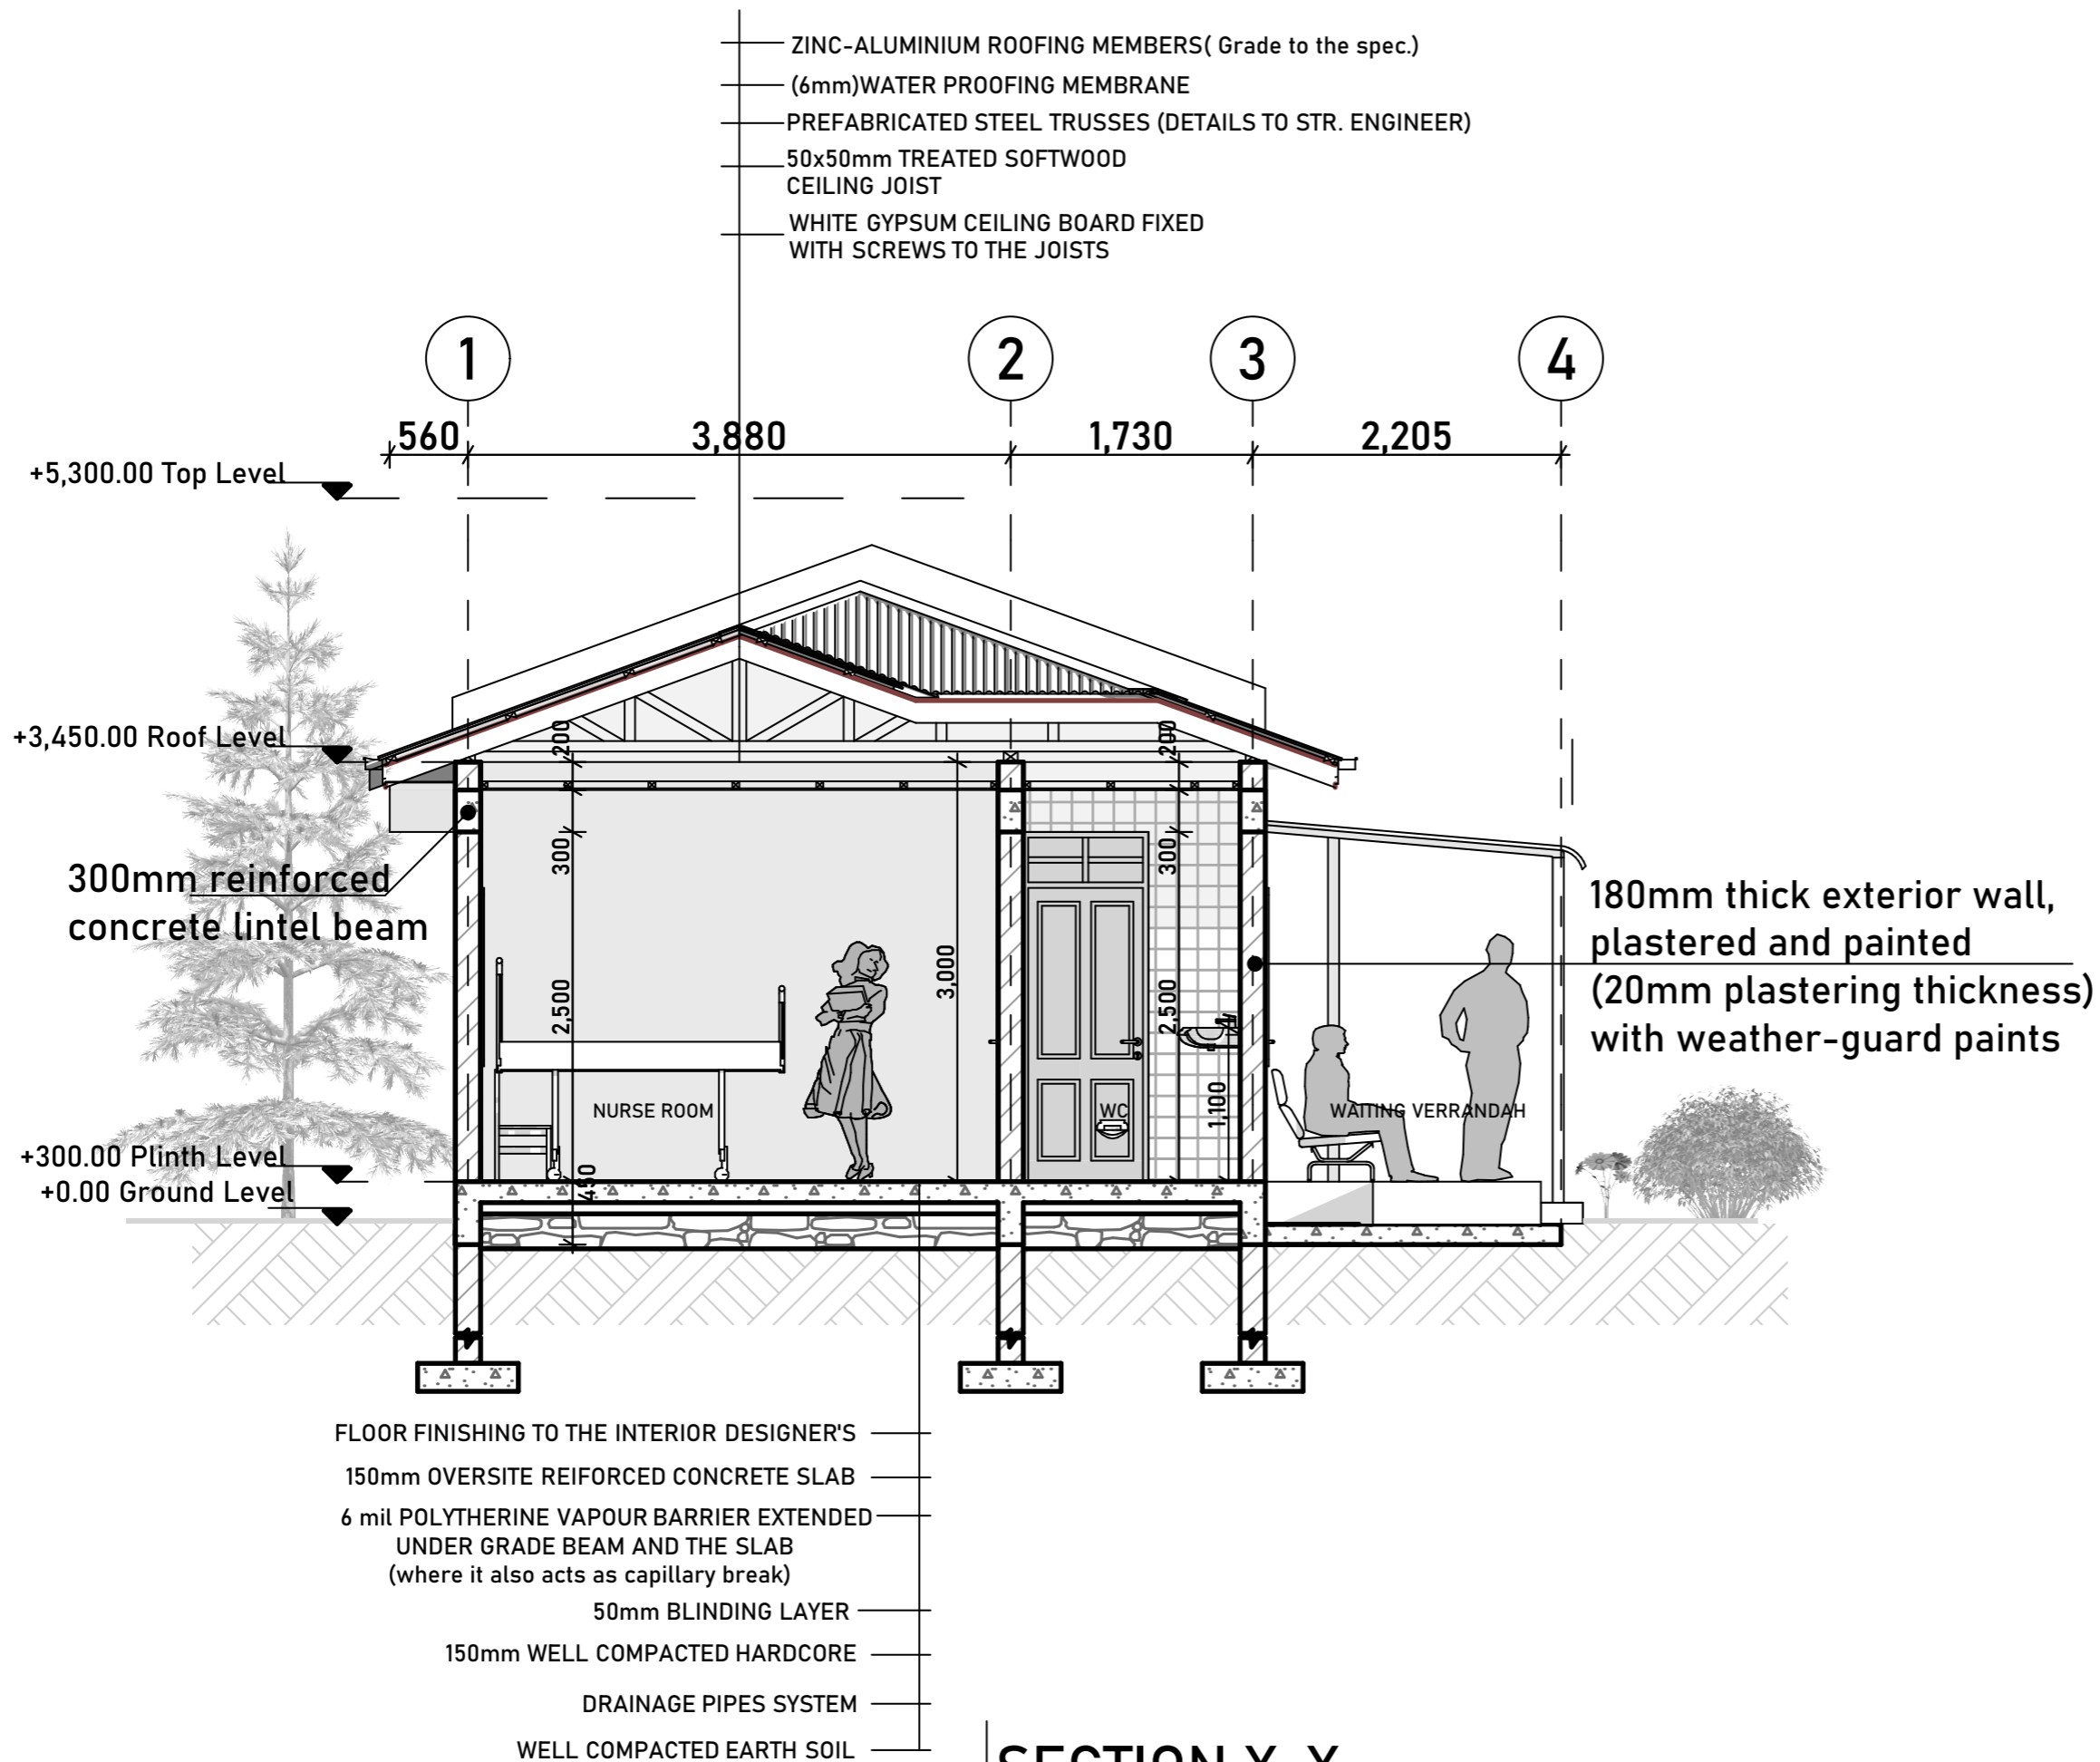 ZINC-ALUMINIUM ROOFING MEMBERS( Grade to the spec.)
(6mm)WATER PROOFING MEMBRANE
PREFABRICATED STEEL TRUSSES (DETAILS TO STR. ENGINEER)
50x50mm TREATED SOFTWOOD
CEILING JOIST
WHITE GYPSUM CEILING BOARD FIXED
WITH SCREWS TO THE JOISTS
1
2
3
4
560
3,880
1,730
2,205
+5,300.00 Top Level
+3,450.00 Roof Level
200
200
300
300
300mm reinforced
concrete lintel beam
180mm thick exterior wall,
plastered and painted
(20mm plastering thickness)
with weather-guard paints
2,500
3,000
2,500
1,100
NURSE ROOM
WC
WAITING VERRANDAH
+300.00 Plinth Level
+0.00 Ground Level
450
FLOOR FINISHING TO THE INTERIOR DESIGNER'S
150mm OVERSITE REIFORCED CONCRETE SLAB
6 mil POLYTHERINE VAPOUR BARRIER EXTENDED
UNDER GRADE BEAM AND THE SLAB
(where it also acts as capillary break)
50mm BLINDING LAYER
150mm WELL COMPACTED HARDCORE
DRAINAGE PIPES SYSTEM
WELL COMPACTED EARTH SOIL
SECTION X-X